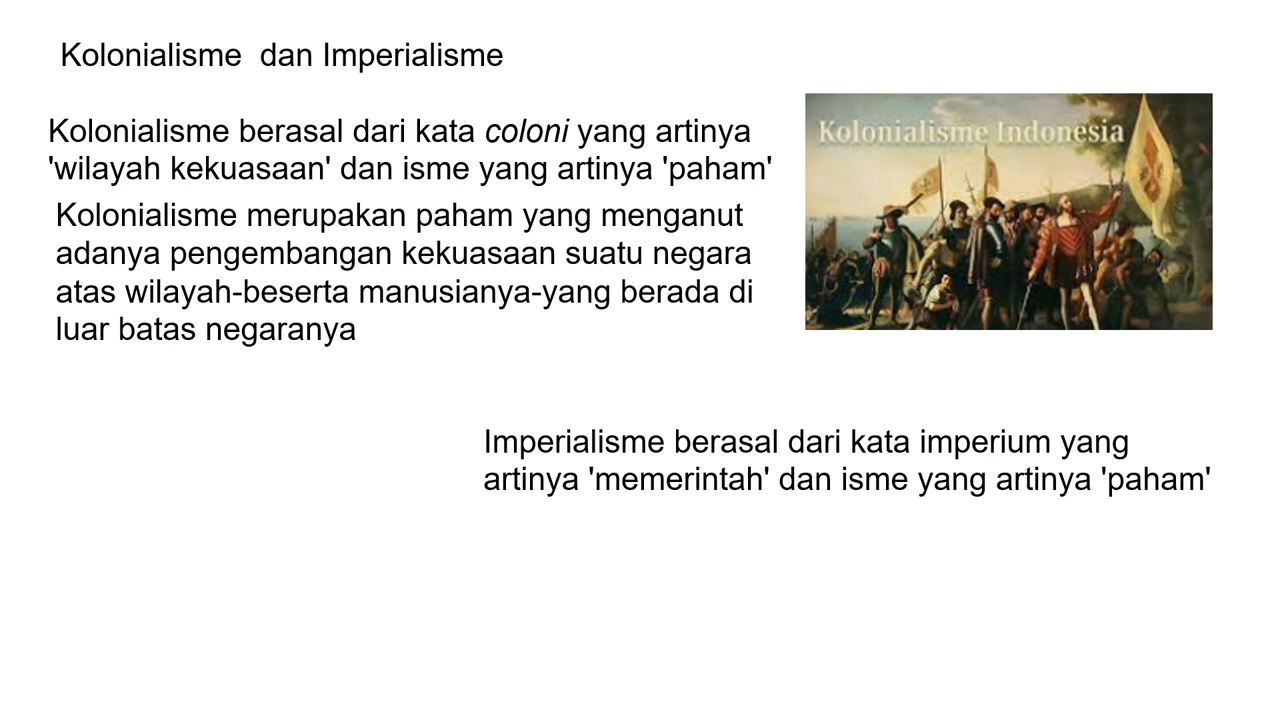 Kolonialisme  dan Imperialisme
Kolonialisme berasal dari kata coloni yang artinya
'wilayah kekuasaan' dan isme yang artinya 'paham'
Kolonialisme merupakan paham yang menganut
adanya pengembangan kekuasaan suatu negara
atas wilayah-beserta manusianya-yang berada di
luar batas negaranya
Kolonialisme Indonesia
Imperialisme berasal dari kata imperium yang
artinya 'memerintah' dan isme yang artinya 'paham'